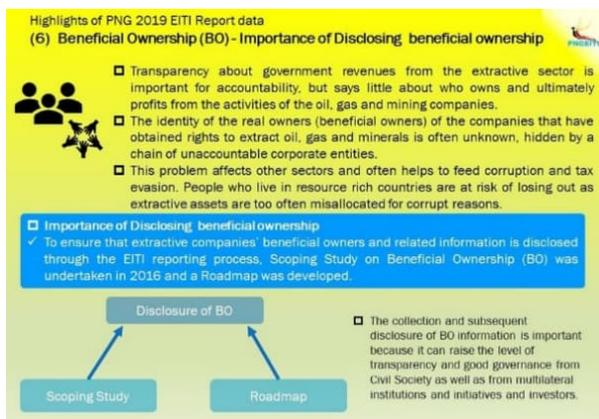 Highlights of PNG 2019 EITI Report data
(6) Beneficial Ownership (BO) - Importance of Disclosing beneficial ownership
PNGEITI
Transparency about government revenues from the extractive sector is
important for accountability, but says little about who owns and ultimately
profits from the activities of the oil, gas and mining companies.
The identity of the real owners (beneficial owners) of the companies that have
obtained rights to extract oil, gas and minerals is often unknown, hidden by a
chain of unaccountable corporate entities.
This problem affects other sectors and often helps to feed corruption and tax
evasion. People who live in resource rich countries are at risk of losing out as
extractive assets are too often misallocated for corrupt reasons.
Importance of Disclosing beneficial ownership
✓ To ensure that extractive companies' beneficial owners and related information is disclosed
through the EITI reporting process, Scoping Study on Beneficial Ownership (BO) was
undertaken in 2016 and a Roadmap was developed.
Disclosure of BO
Scoping Study
Roadmap
The collection and subsequent
disclosure of BO information is important
because it can raise the level of
transparency and good governance from
Civil Society as well as from multilateral
institutions and initiatives and investors.